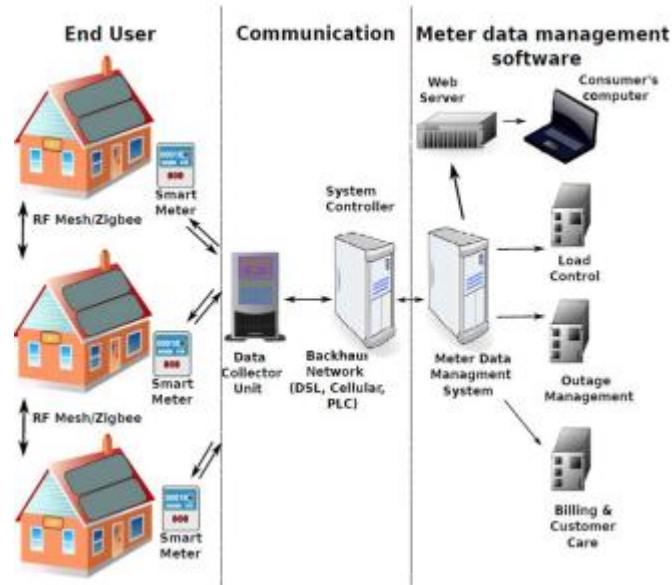 End User
Communication
Meter data management
software
Web
Server
Consumer's
computer
Smart
Meter
RF Mesh/Zigbee
System
Controller
Load
Control
Smart
Meter
Data
Collector
Unit
Backhaul
Network
(DSL, Cellular,
PLC)
Meter Data
Managment
System
Outage
Management
RF Mesh/Zigbee
Smart
Meter
Billing &
Customer
Care